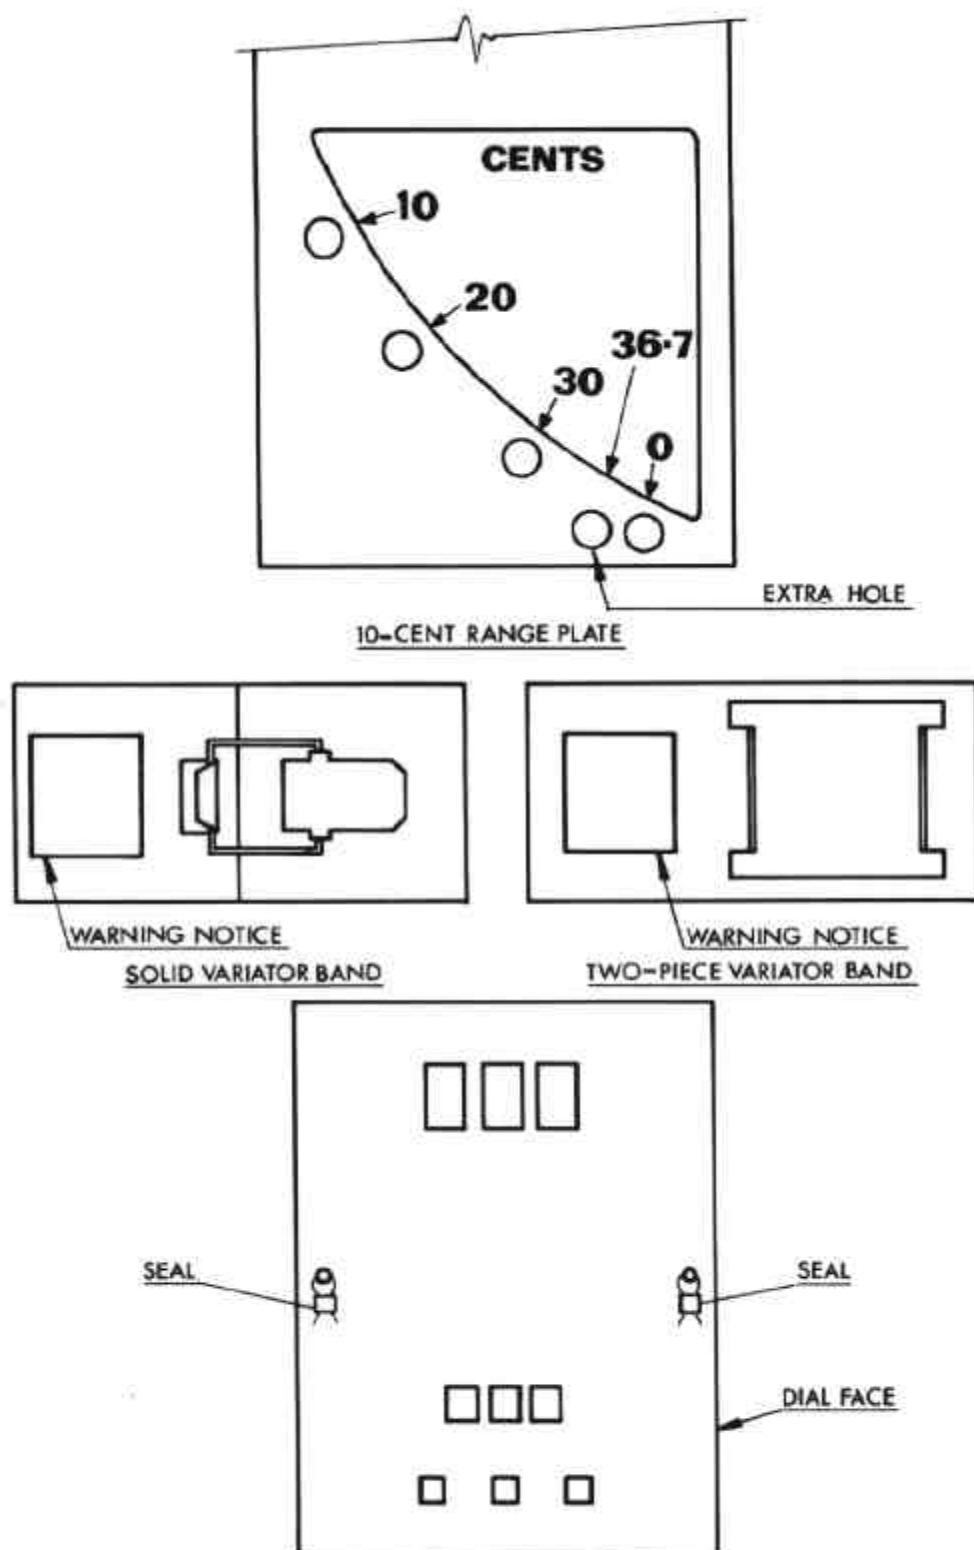 CENTS
10
20
36·7
30
0
EXTRA HOLE
10-CENT RANGE PLATE
WARNING NOTICE
SOLID VARIATOR BAND
WARNING NOTICE
TWO-PIECE VARIATOR BAND
SEAL
SEAL
DIAL FACE